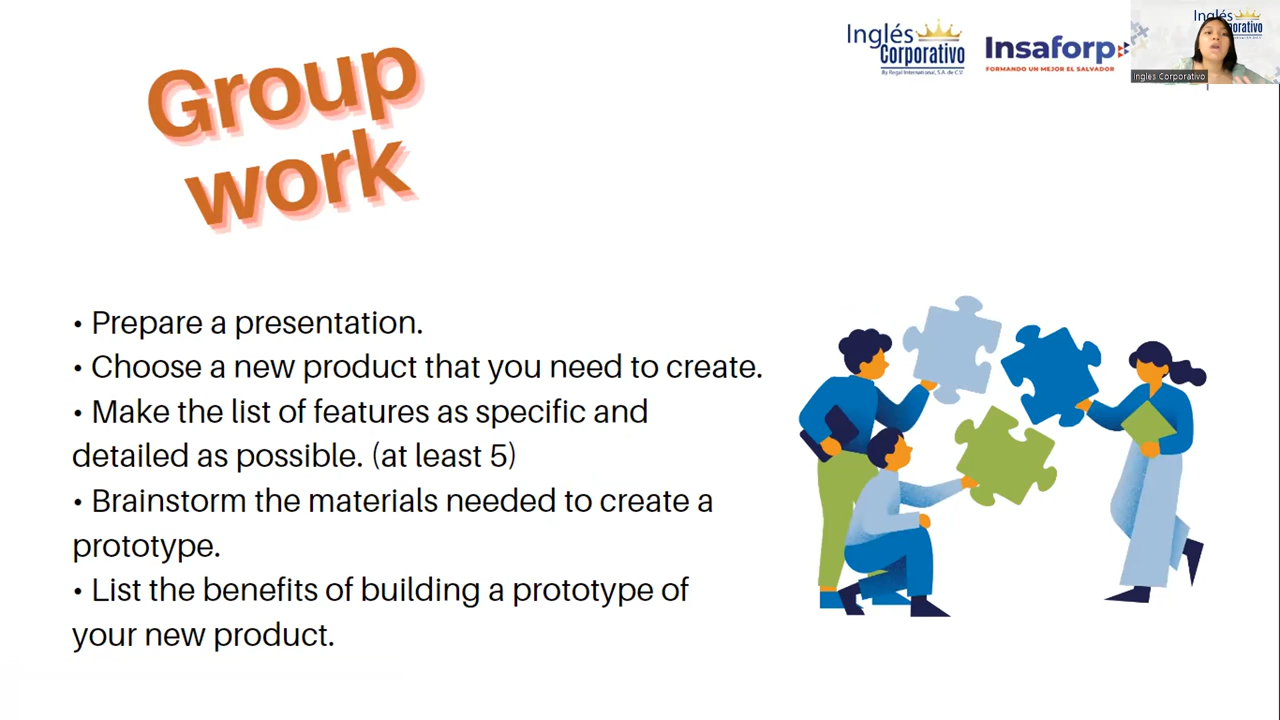 Group
work
Inglés
Corporativo
By Regal International, S.A. de C.V.
Insaforp
FORMANDO UN MEJOR EL SALVADOR
Inglés
Ingles Corporativo
• Prepare a presentation.
• Choose a new product that you need to create.
• Make the list of features as specific and
detailed as possible. (at least 5)
• Brainstorm the materials needed to create a
prototype.
• List the benefits of building a prototype of
your new product.